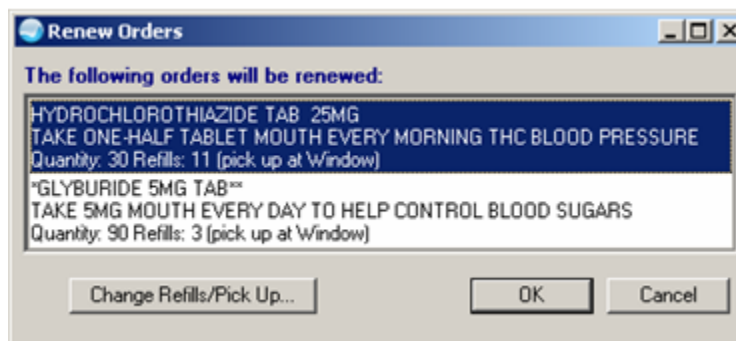 Renew Orders
The following orders will be renewed:
HYDROCHLOROTHIAZIDE TAB  25MG
TAKE ONE-HALF TABLET MOUTH EVERY MORNING THC BLOOD PRESSURE
Quantity: 30 Refills: 11 (pick up at Window)
*GLYBURIDE 5MG TAB**
TAKE 5MG MOUTH EVERY DAY TO HELP CONTROL BLOOD SUGARS
Quantity: 90 Refills: 3 (pick up at Window)
Change Refills/Pick Up... OK Cancel